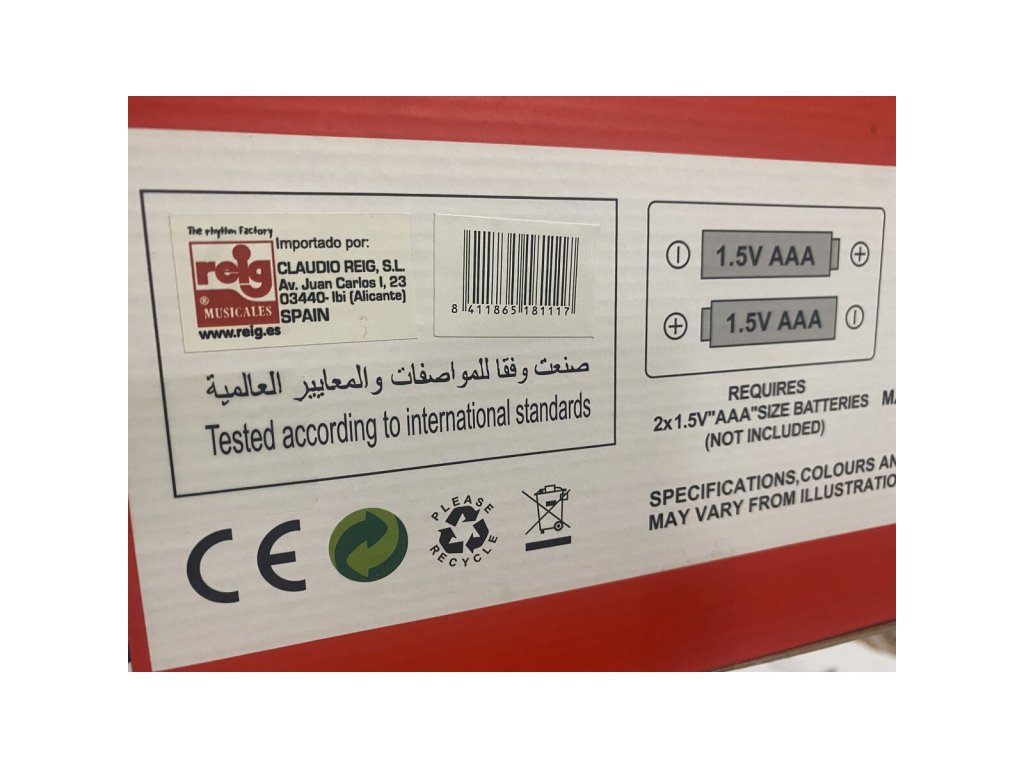 The rhythm Factory
reig
®
MUSICALES
www.reig.es
Importado por:
CLAUDIO REIG, S.L.
Av. Juan Carlos I, 23
03440- Ibi (Alicante)
SPAIN
8 411865 181117
صنعت وفقا للمواصفات والمعايير العالمية
Tested according to international standards
CE
PLEASE
RECYCLE
1.5V AAA
1.5V AAA
REQUIRES
2x1.5V"AAA"SIZE BATTERIES
(NOT INCLUDED)
SPECIFICATIONS,COLOURS
MAY VARY FROM